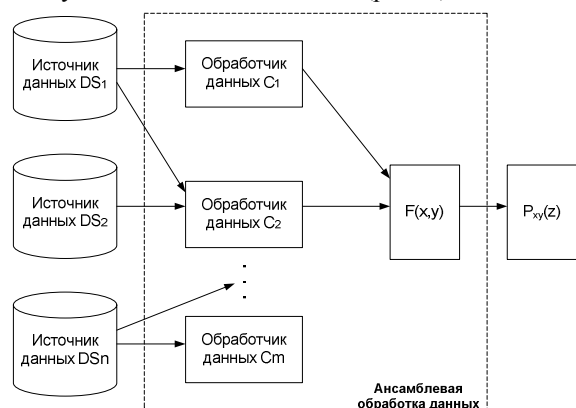 Источник
данных DS1
Обработчик
данных C1
Источник
данных DS2
Обработчик
данных C2
F(x,y)
Pxy(z)
Источник
данных DSn
Обработчик
данных Cm
Ансамблевая
обработка данных